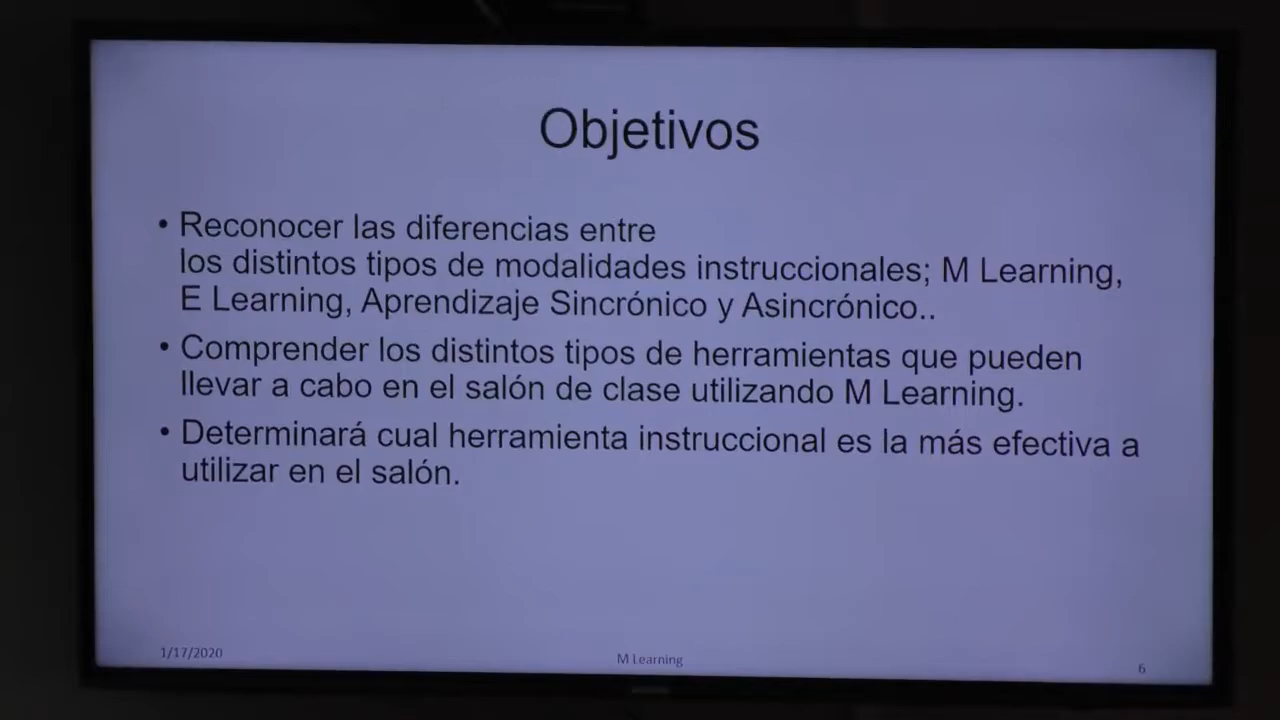 Objetivos
• Reconocer las diferencias entre
los distintos tipos de modalidades instruccionales; M Learning,
E Learning, Aprendizaje Sincrónico y Asincrónico..
• Comprender los distintos tipos de herramientas que pueden
llevar a cabo en el salón de clase utilizando M Learning.
• Determinará cual herramienta instruccional es la más efectiva a
utilizar en el salón.
1/17/2020
M Learning
6